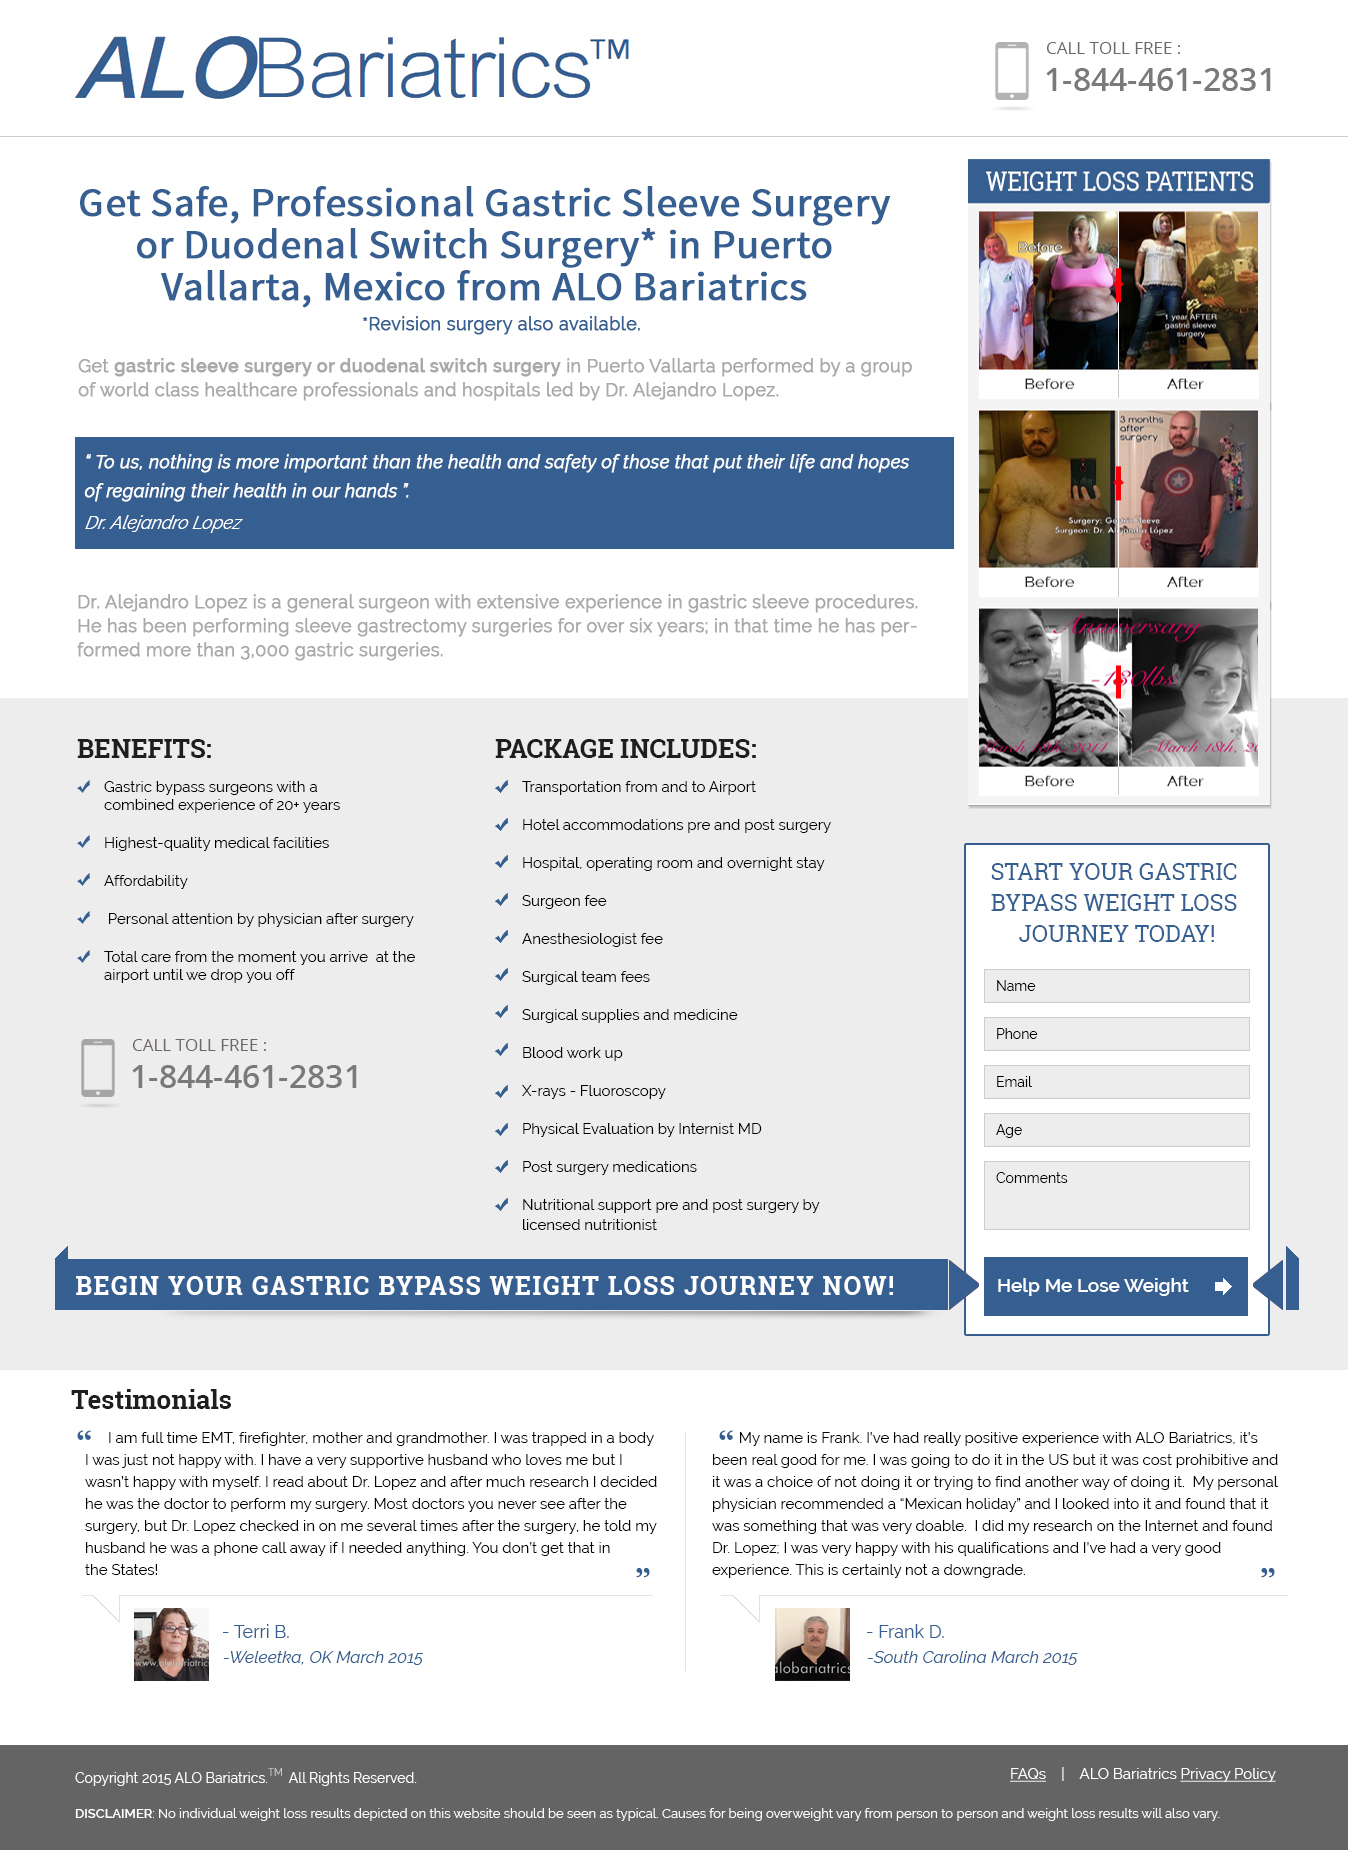 ALOBariatrics™
CALL TOLL FREE :
1-844-461-2831
Get Safe, Professional Gastric Sleeve Surgery
or Duodenal Switch Surgery* in Puerto
Vallarta, Mexico from ALO Bariatrics
*Revision surgery also available.
Get gastric sleeve surgery or duodenal switch surgery in Puerto Vallarta performed by a group
of world class healthcare professionals and hospitals led by Dr. Alejandro Lopez.
“ To us, nothing is more important than the health and safety of those that put their life and hopes
of regaining their health in our hands ”.
Dr. Alejandro Lopez
Dr. Alejandro Lopez is a general surgeon with extensive experience in gastric sleeve procedures.
He has been performing sleeve gastrectomy surgeries for over six years; in that time he has per-
formed more than 3,000 gastric surgeries.
WEIGHT LOSS PATIENTS
Before
1 year AFTER
gastric sleeve
surgery
Before After
3 months
after
surgery
Surgery: Gastric Sleeve
Surgeon: Dr. Alejandro López
Before After
Anniversary
-130lbs
March 18th, 2011 March 18th, 20
Before After
BENEFITS:
Gastric bypass surgeons with a
combined experience of 20+ years
Highest-quality medical facilities
Affordability
Personal attention by physician after surgery
Total care from the moment you arrive at the
airport until we drop you off
CALL TOLL FREE :
1-844-461-2831
PACKAGE INCLUDES:
Transportation from and to Airport
Hotel accommodations pre and post surgery
Hospital, operating room and overnight stay
Surgeon fee
Anesthesiologist fee
Surgical team fees
Surgical supplies and medicine
Blood work up
X-rays - Fluoroscopy
Physical Evaluation by Internist MD
Post surgery medications
Nutritional support pre and post surgery by
licensed nutritionist
START YOUR GASTRIC
BYPASS WEIGHT LOSS
JOURNEY TODAY!
Name
Phone
Email
Age
Comments
BEGIN YOUR GASTRIC BYPASS WEIGHT LOSS JOURNEY NOW!
Help Me Lose Weight
Testimonials
“ I am full time EMT, firefighter, mother and grandmother. I was trapped in a body
I was just not happy with. I have a very supportive husband who loves me but I
wasn't happy with myself. I read about Dr. Lopez and after much research I decided
he was the doctor to perform my surgery. Most doctors you never see after the
surgery, but Dr. Lopez checked in on me several times after the surgery, he told my
husband he was a phone call away if I needed anything. You don't get that in
the States! ”
www.alobariatrics
- Terri B.
-Weleetka, OK March 2015
“ My name is Frank. I've had really positive experience with ALO Bariatrics, it's
been real good for me. I was going to do it in the US but it was cost prohibitive and
it was a choice of not doing it or trying to find another way of doing it. My personal
physician recommended a “Mexican holiday” and I looked into it and found that it
was something that was very doable. I did my research on the Internet and found
Dr. Lopez; I was very happy with his qualifications and I've had a very good
experience. This is certainly not a downgrade. ”
alobariatrics
- Frank D.
-South Carolina March 2015
Copyright 2015 ALO Bariatrics.™ All Rights Reserved.
FAQs | ALO Bariatrics Privacy Policy
DISCLAIMER: No individual weight loss results depicted on this website should be seen as typical. Causes for being overweight vary from person to person and weight loss results will also vary.